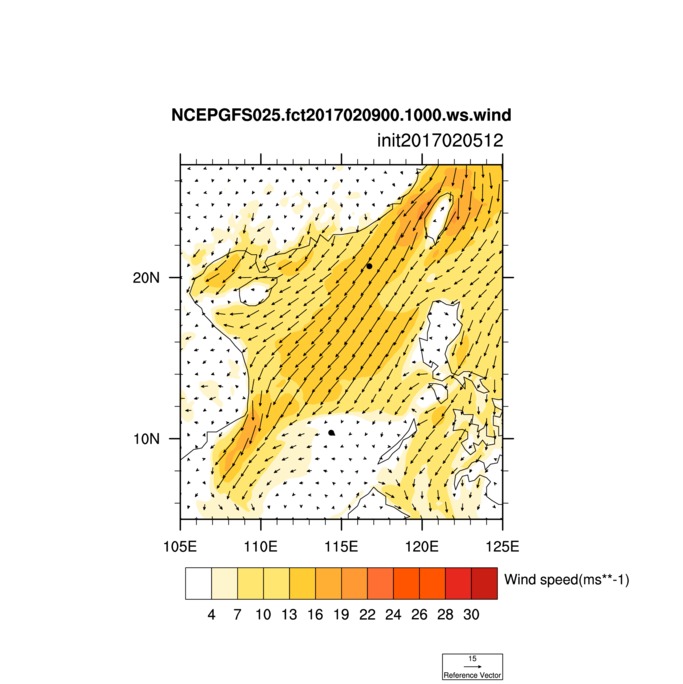 NCEPGFS025.fct2017020900.1000.ws.wind
init2017020512
20N
10N
105E 110E 115E 120E 125E
Wind speed(ms**-1)
4 7 10 13 16 19 22 24 26 28 30
15
Reference Vector